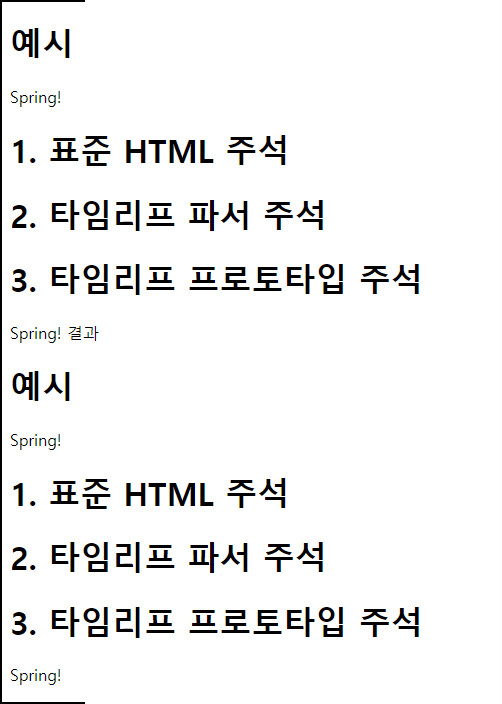 예시
Spring!
1. 표준 HTML 주석
2. 타임리프 파서 주석
3. 타임리프 프로토타입 주석
Spring! 결과
예시
Spring!
1. 표준 HTML 주석
2. 타임리프 파서 주석
3. 타임리프 프로토타입 주석
Spring!